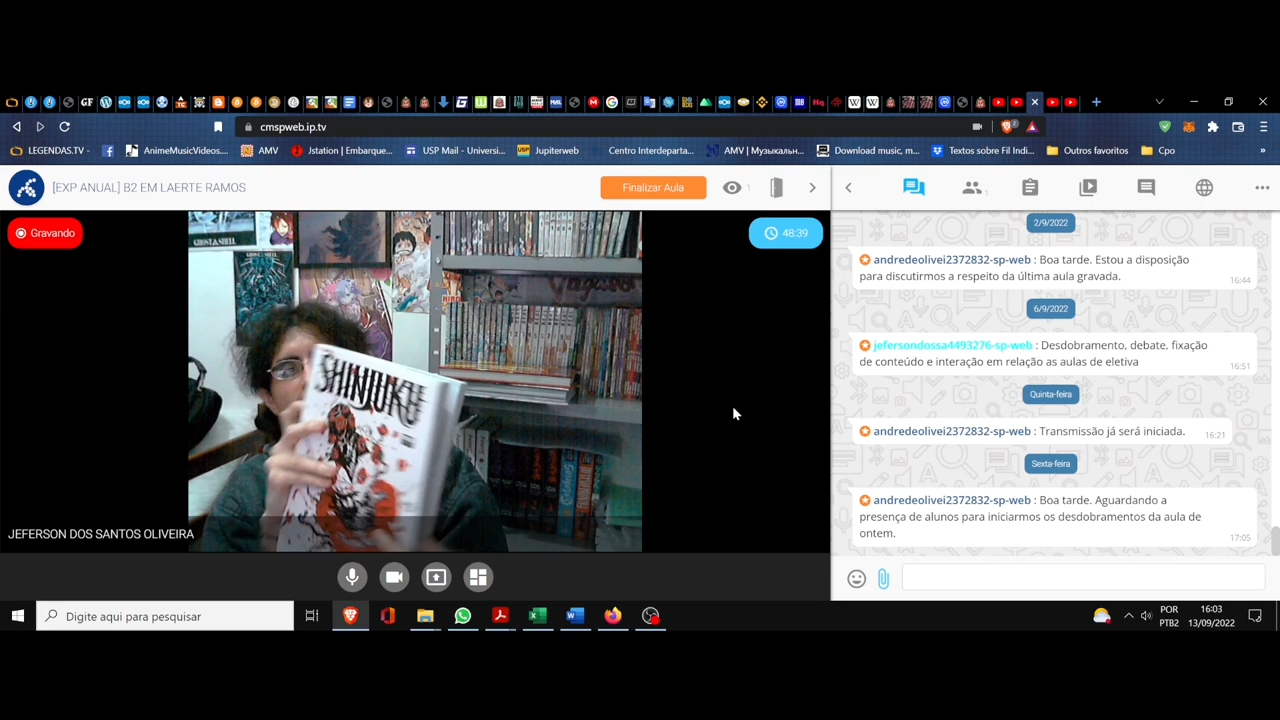 cmspweb.ip.tv
LEGENDAS.TV -
AnimeMusicVideos...
AMV
Jstation | Embarque...
USP Mail - Universi...
Jupiterweb
Centro Interdeparta...
AMV | Музыкальн...
Download music, m...
Textos sobre Fil Indi...
Outros favoritos
Cpo
[EXP ANUAL] B2 EM LAERTE RAMOS
Finalizar Aula
1
1
Gravando
48:39
GHOST IN THE SHELL
SHINJUKU
JEFERSON DOS SANTOS OLIVEIRA
2/9/2022
andredeolivei2372832-sp-web : Boa tarde. Estou a disposição
para discutirmos a respeito da última aula gravada.
16:44
6/9/2022
jefersondossa4493276-sp-web : Desdobramento, debate, fixação
de conteúdo e interação em relação as aulas de eletiva
16:51
Quinta-feira
andredeolivei2372832-sp-web : Transmissão já será iniciada.
16:21
Sexta-feira
andredeolivei2372832-sp-web : Boa tarde. Aguardando a
presença de alunos para iniciarmos os desdobramentos da aula de
ontem.
17:05
Digite aqui para pesquisar
POR
PTB2
16:03
13/09/2022